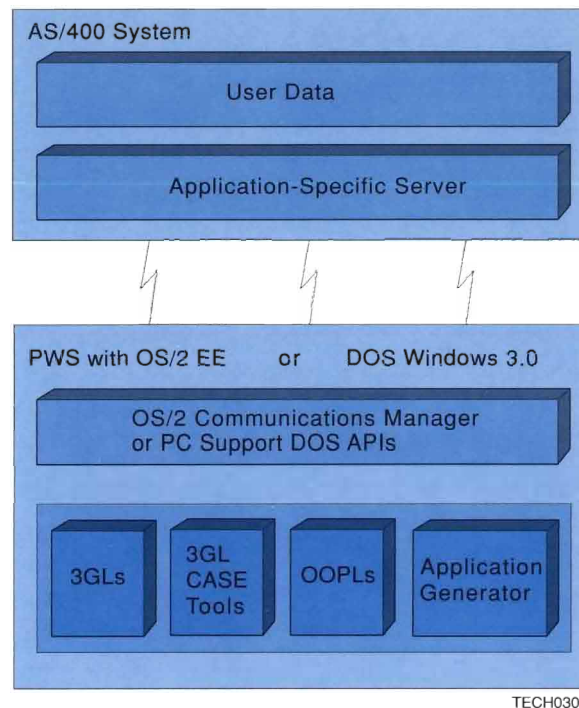 AS/400 System
User Data
Application-Specific Server
PWS with OS/2 EE or DOS Windows 3.0
OS/2 Communications Manager
or PC Support DOS APIs
3GLs
3GL
CASE
Tools
OOPLs
Application
Generator
TECH030